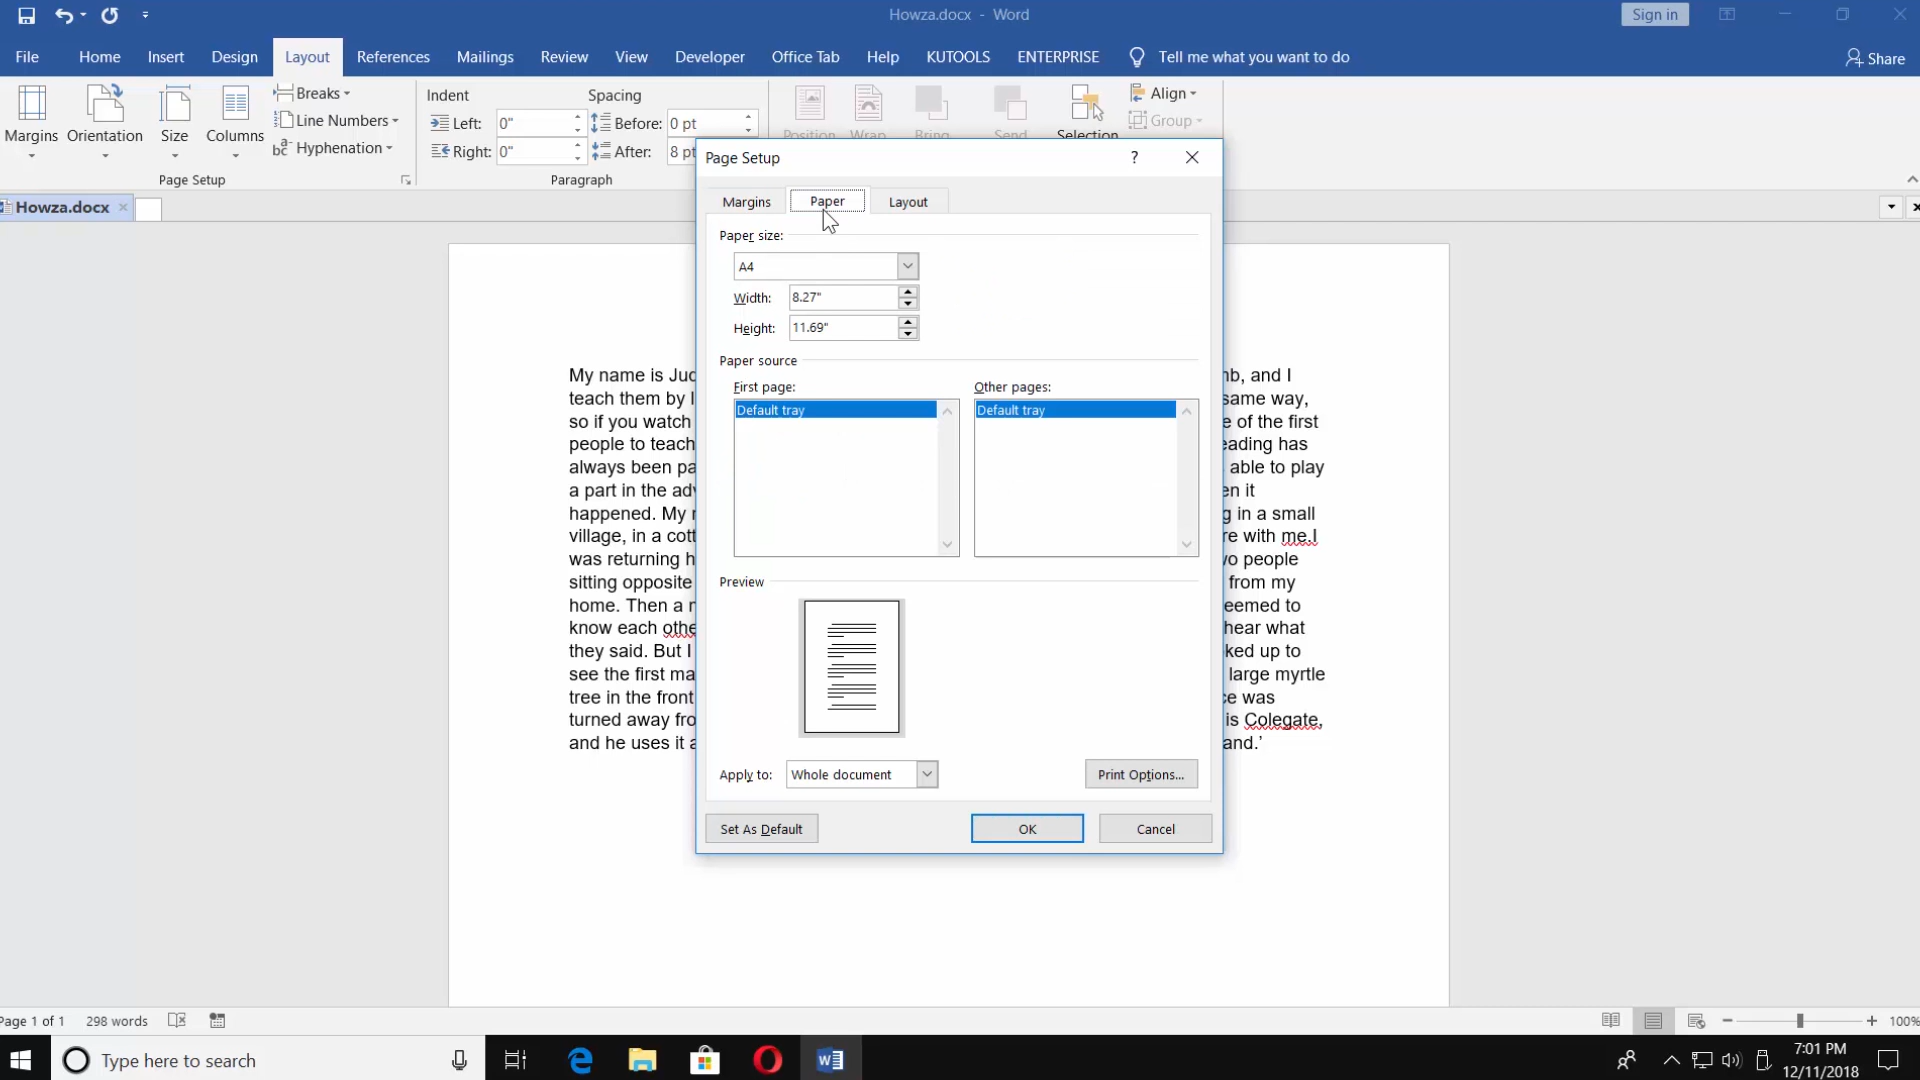 Howza.docx - Word
Sign in
File Home Insert Design Layout References Mailings Review View Developer Office Tab Help KUTOOLS ENTERPRISE Tell me what you want to do
Share
Margins Orientation Size Columns
Breaks
Line Numbers
Hyphenation
Page Setup
Indent
Left: 0"
Right: 0"
Spacing
Before: 0 pt
After: 8 pt
Paragraph
Position Wrap Bring Send Selection
Align
Group
Howza.docx
Page Setup
?
Margins Paper Layout
Paper size:
A4
Width: 8.27"
Height: 11.69"
Paper source
First page: Other pages:
Default tray Default tray
Preview
Apply to: Whole document Print Options...
Set As Default OK Cancel
My name is Jud
nb, and I
teach them by l
same way,
so if you watch
e of the first
people to teach
eading has
always been pa
able to play
a part in the adv
en it
happened. My r
g in a small
village, in a cott
re with me.I
was returning h
vo people
sitting opposite
from my
home. Then a n
eemed to
know each othe
hear what
they said. But I
ked up to
see the first ma
large myrtle
tree in the front
ce was
turned away fro
is Colegate,
and he uses it a
and.’
Page 1 of 1 298 words
100%
Type here to search
7:01 PM
12/11/2018